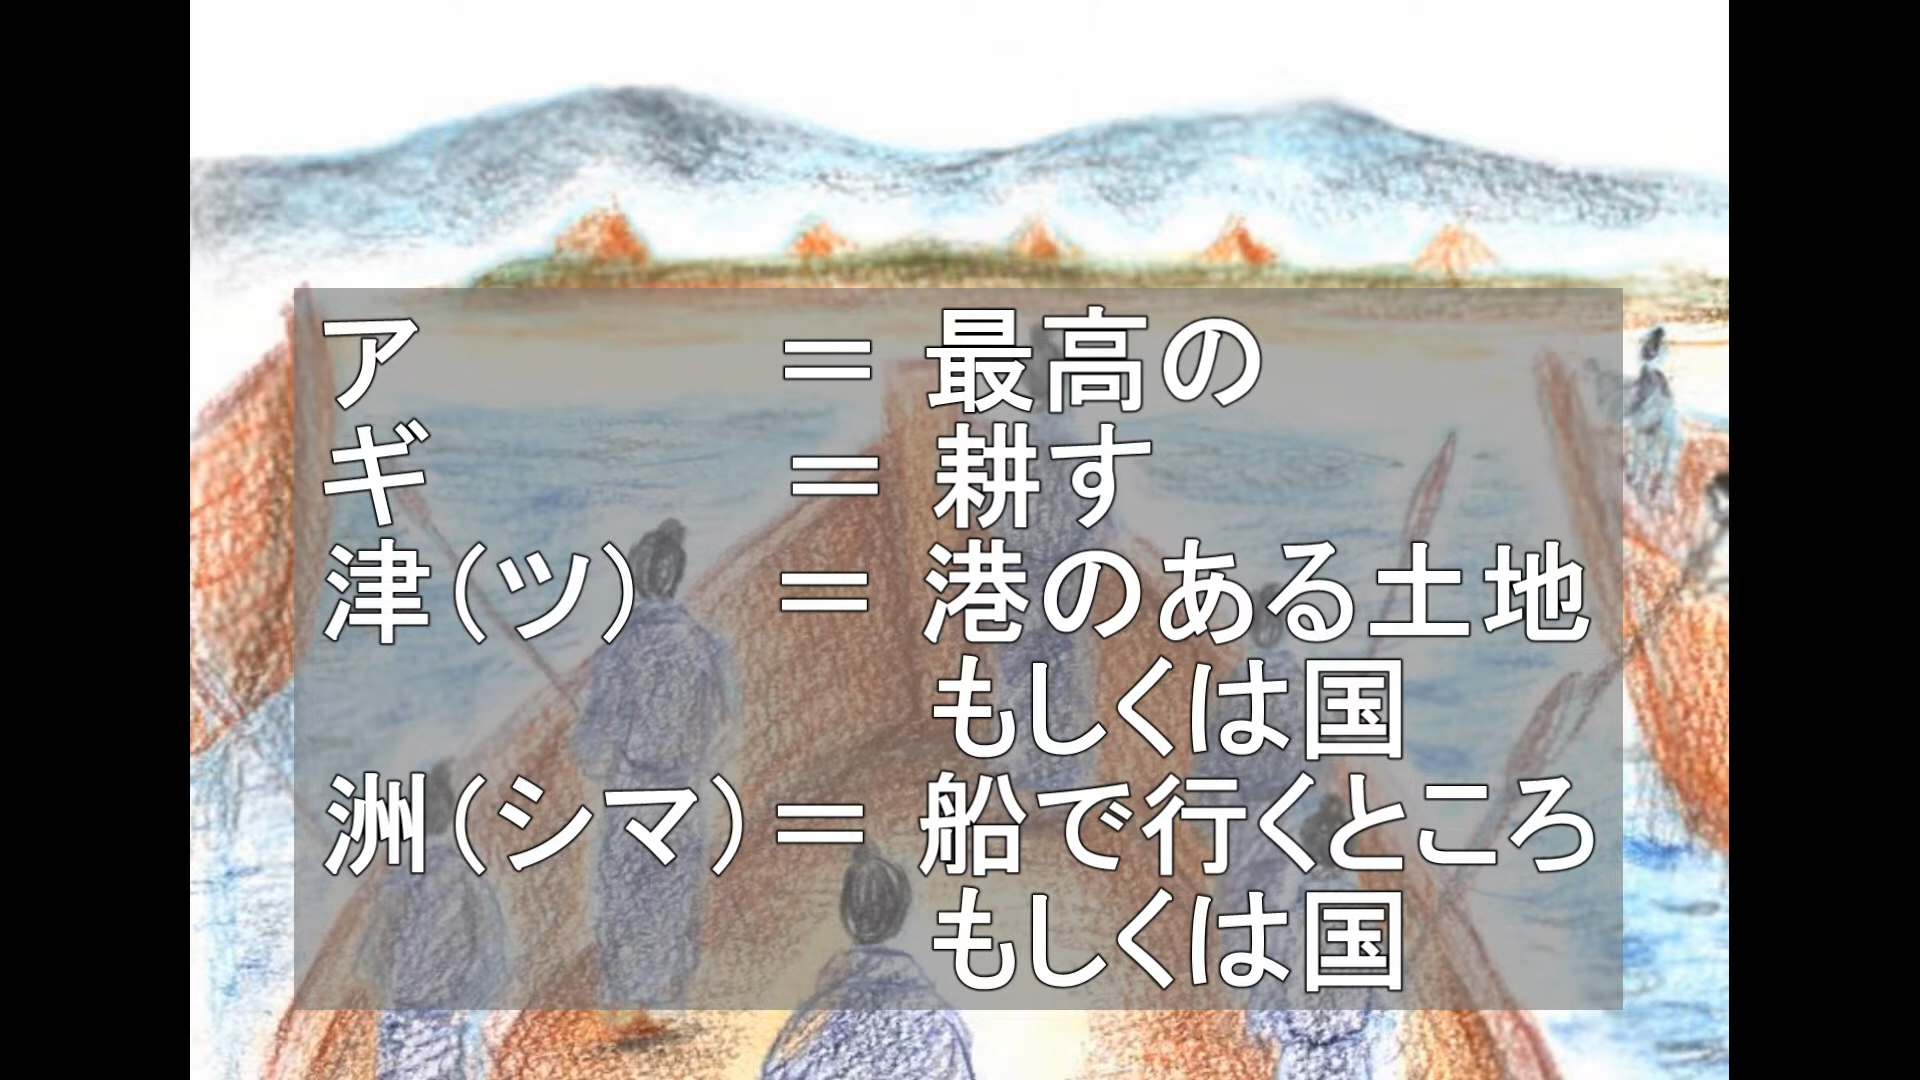 ア ＝ 最高の
ギ ＝ 耕す
津（ツ） ＝ 港のある土地
もしくは国
洲（シマ）＝ 船で行くところ
もしくは国